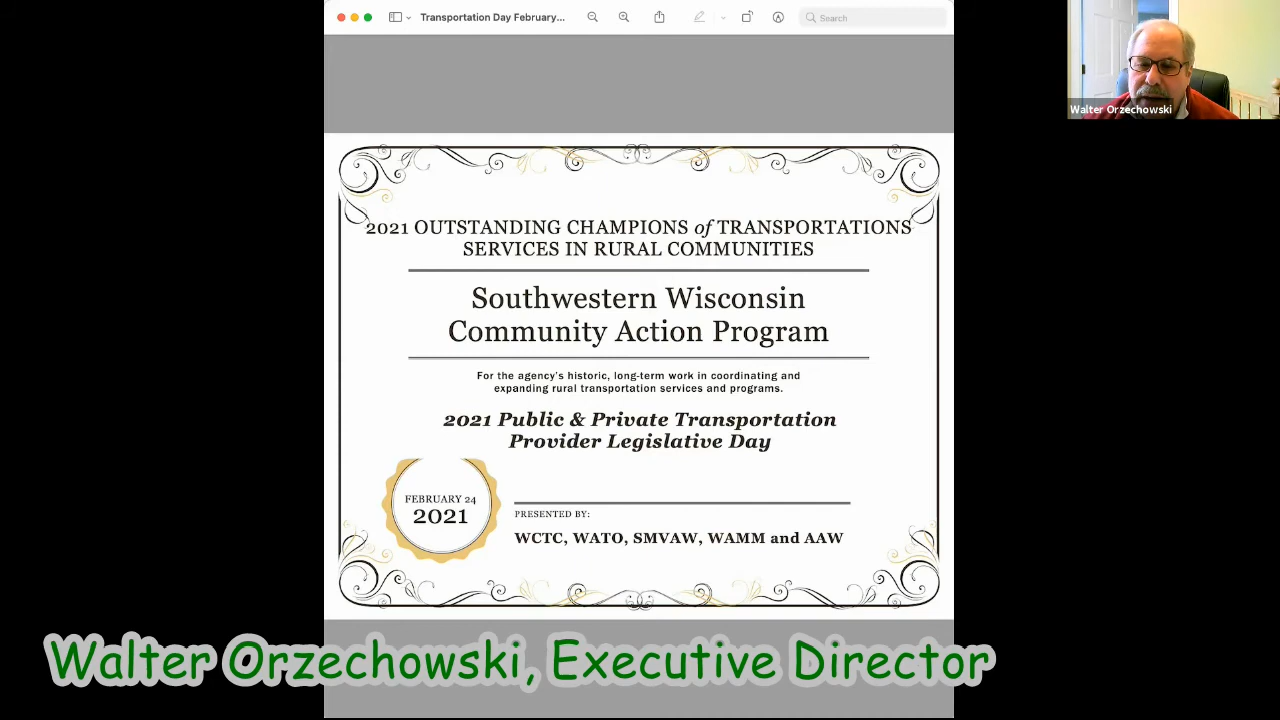 Transportation Day February...
Search
Walter Orzechowski
2021 OUTSTANDING CHAMPIONS of TRANSPORTATIONS
SERVICES IN RURAL COMMUNITIES
Southwestern Wisconsin
Community Action Program
For the agency's historic, long-term work in coordinating and
expanding rural transportation services and programs.
2021 Public & Private Transportation
Provider Legislative Day
FEBRUARY 24
2021
PRESENTED BY:
WCTC, WATO, SMVAW, WAMM and AAW
Walter Orzechowski, Executive Director